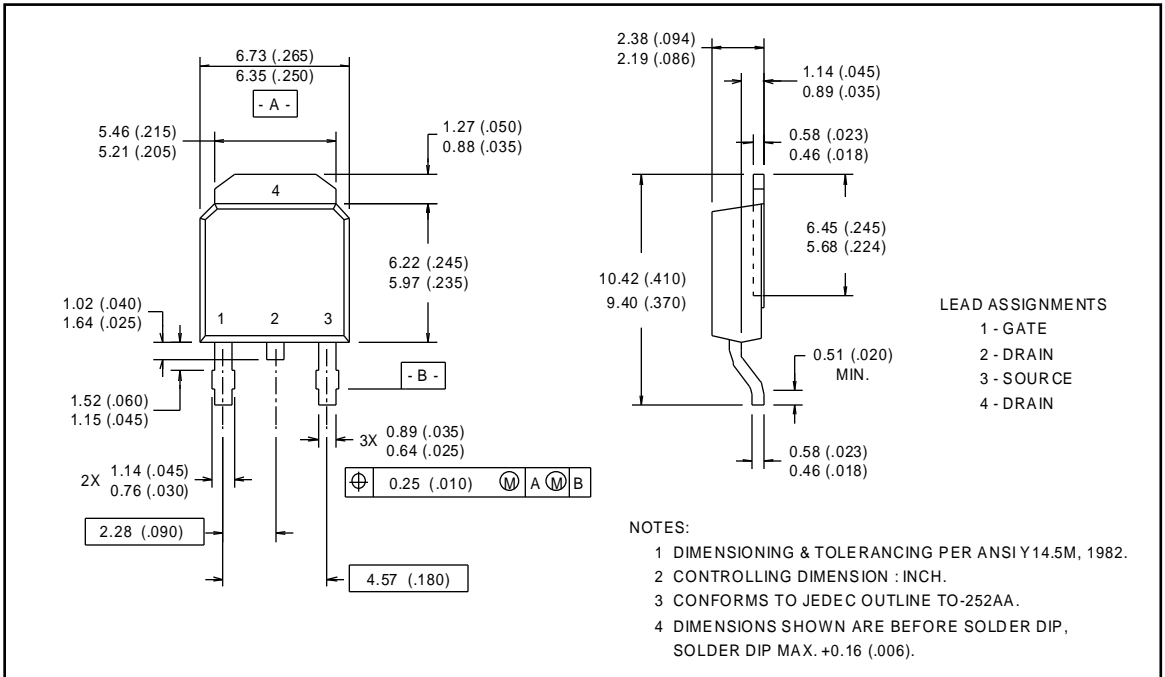 6.73 (.265)
6.35 (.250)
- A -
5.46 (.215)
5.21 (.205)
1.27 (.050)
0.88 (.035)
4
6.22 (.245)
5.97 (.235)
1.02 (.040)
1.64 (.025)
1 2 3
- B -
1.52 (.060)
1.15 (.045)
3X 0.89 (.035)
0.64 (.025)
2X 1.14 (.045)
0.76 (.030)
⌖ 0.25 (.010) Ⓜ A Ⓜ B
2.28 (.090)
4.57 (.180)
2.38 (.094)
2.19 (.086)
1.14 (.045)
0.89 (.035)
0.58 (.023)
0.46 (.018)
6.45 (.245)
5.68 (.224)
10.42 (.410)
9.40 (.370)
0.51 (.020)
MIN.
0.58 (.023)
0.46 (.018)
LEAD ASSIGNMENTS
1 - GATE
2 - DRAIN
3 - SOURCE
4 - DRAIN
NOTES:
1 DIMENSIONING & TOLERANCING PER ANSI Y14.5M, 1982.
2 CONTROLLING DIMENSION : INCH.
3 CONFORMS TO JEDEC OUTLINE TO-252AA.
4 DIMENSIONS SHOWN ARE BEFORE SOLDER DIP,
SOLDER DIP MAX. +0.16 (.006).